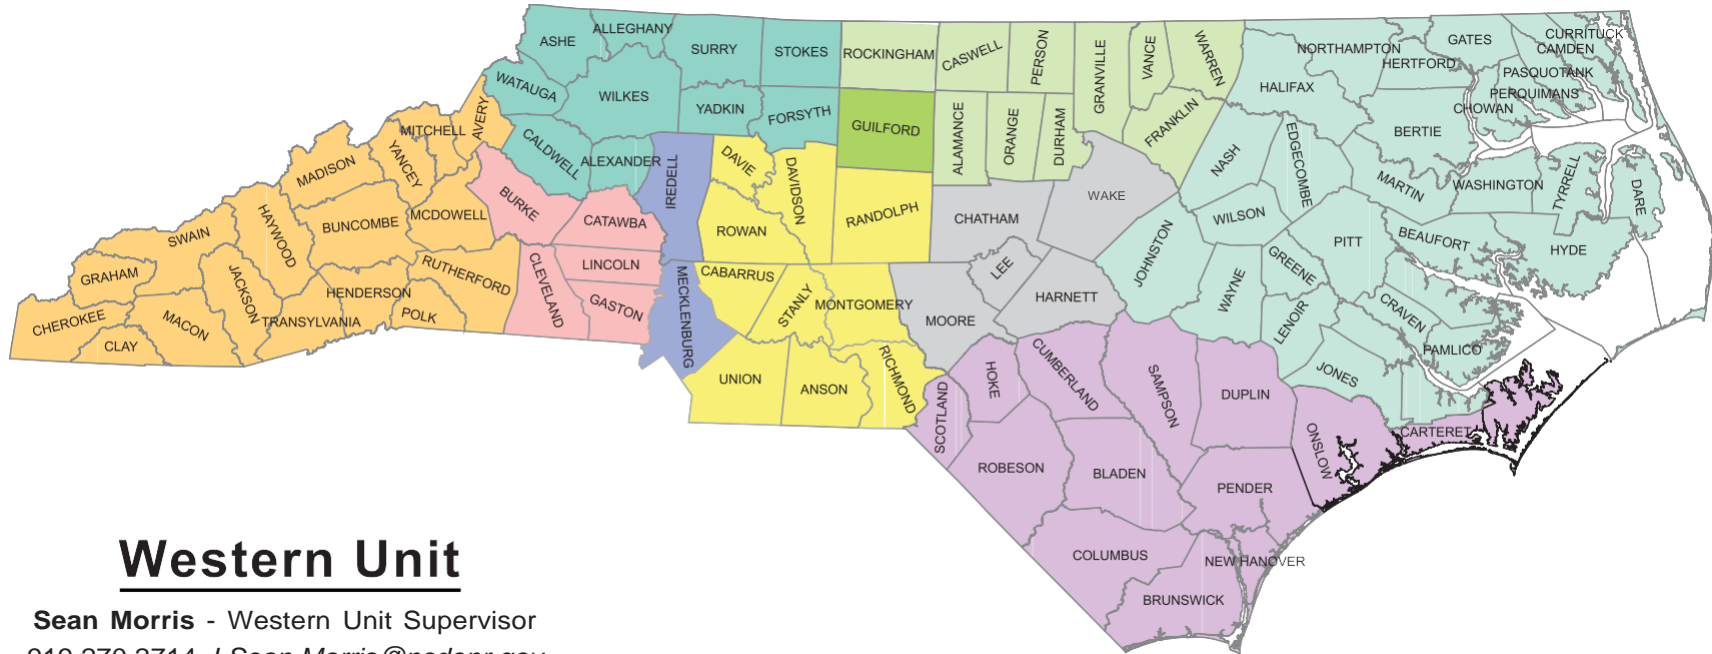 ASHE
ALLEGHANY
SURRY
STOKES
ROCKINGHAM
CASWELL
PERSON
GRANVILLE
VANCE
WARREN
NORTHAMPTON
HERTFORD
GATES
CURRITUCK
CAMDEN
PASQUOTANK
PERQUIMANS
CHOWAN
HALIFAX
BERTIE
WATAUGA
WILKES
YADKIN
FORSYTH
GUILFORD
ALAMANCE
ORANGE
DURHAM
FRANKLIN
NASH
EDGECOMBE
MARTIN
WASHINGTON
TYRRELL
DARE
AVERY
MITCHELL
YANCEY
MADISON
CALDWELL
ALEXANDER
IREDELL
DAVIE
DAVIDSON
RANDOLPH
CHATHAM
WAKE
WILSON
PITT
BEAUFORT
HYDE
HAYWOOD
BUNCOMBE
MCDOWELL
BURKE
CATAWBA
ROWAN
SWAIN
GRAHAM
JACKSON
HENDERSON
RUTHERFORD
CLEVELAND
LINCOLN
GASTON
MECKLENBURG
CABARRUS
STANLY
MONTGOMERY
MOORE
LEE
HARNETT
JOHNSTON
WAYNE
GREENE
LENOIR
CRAVEN
PAMLICO
JONES
CHEROKEE
CLAY
MACON
TRANSYLVANIA
POLK
UNION
ANSON
RICHMOND
SCOTLAND
HOKE
CUMBERLAND
SAMPSON
DUPLIN
ONSLOW
CARTERET
ROBESON
BLADEN
PENDER
COLUMBUS
NEW HANOVER
BRUNSWICK
Western Unit
Sean Morris - Western Unit Supervisor